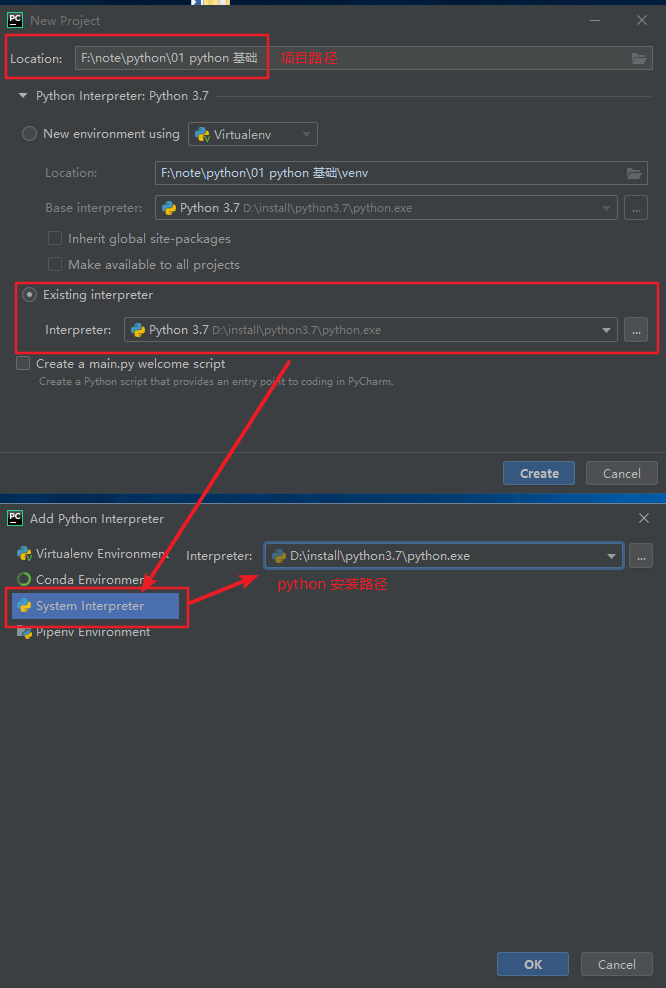 PC New Project
Location: F:\note\python\01 python 基础 项目路径
Python Interpreter: Python 3.7
New environment using Virtualenv
Location: F:\note\python\01 python 基础\venv
Base interpreter: Python 3.7 D:\install\python3.7\python.exe ...
Inherit global site-packages
Make available to all projects
Existing interpreter
Interpreter: Python 3.7 D:\install\python3.7\python.exe ...
Create a main.py welcome script
Create a Python script that provides an entry point to coding in PyCharm.
Create Cancel
PC Add Python Interpreter
Virtualenv Environment Interpreter: D:\install\python3.7\python.exe ...
Conda Environment python 安装路径
System Interpreter
Pipenv Environment
OK Cancel